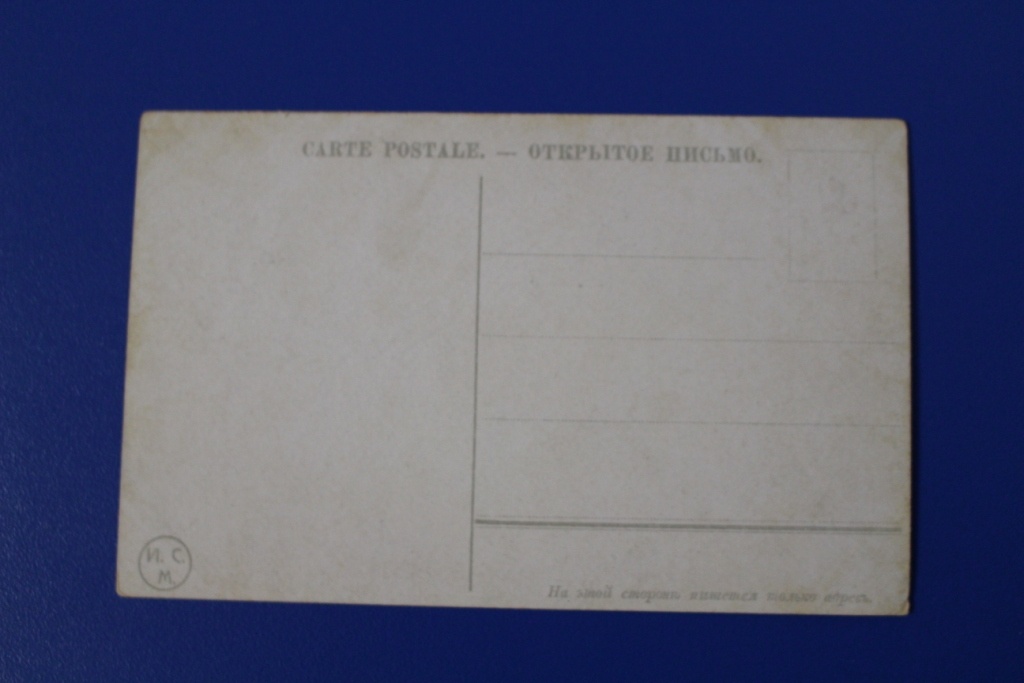 CARTE POSTALE. — ОТКРЫТОЕ ПИСЬМО.
И. С.
М.
На этой сторонѣ пишется только адресъ.